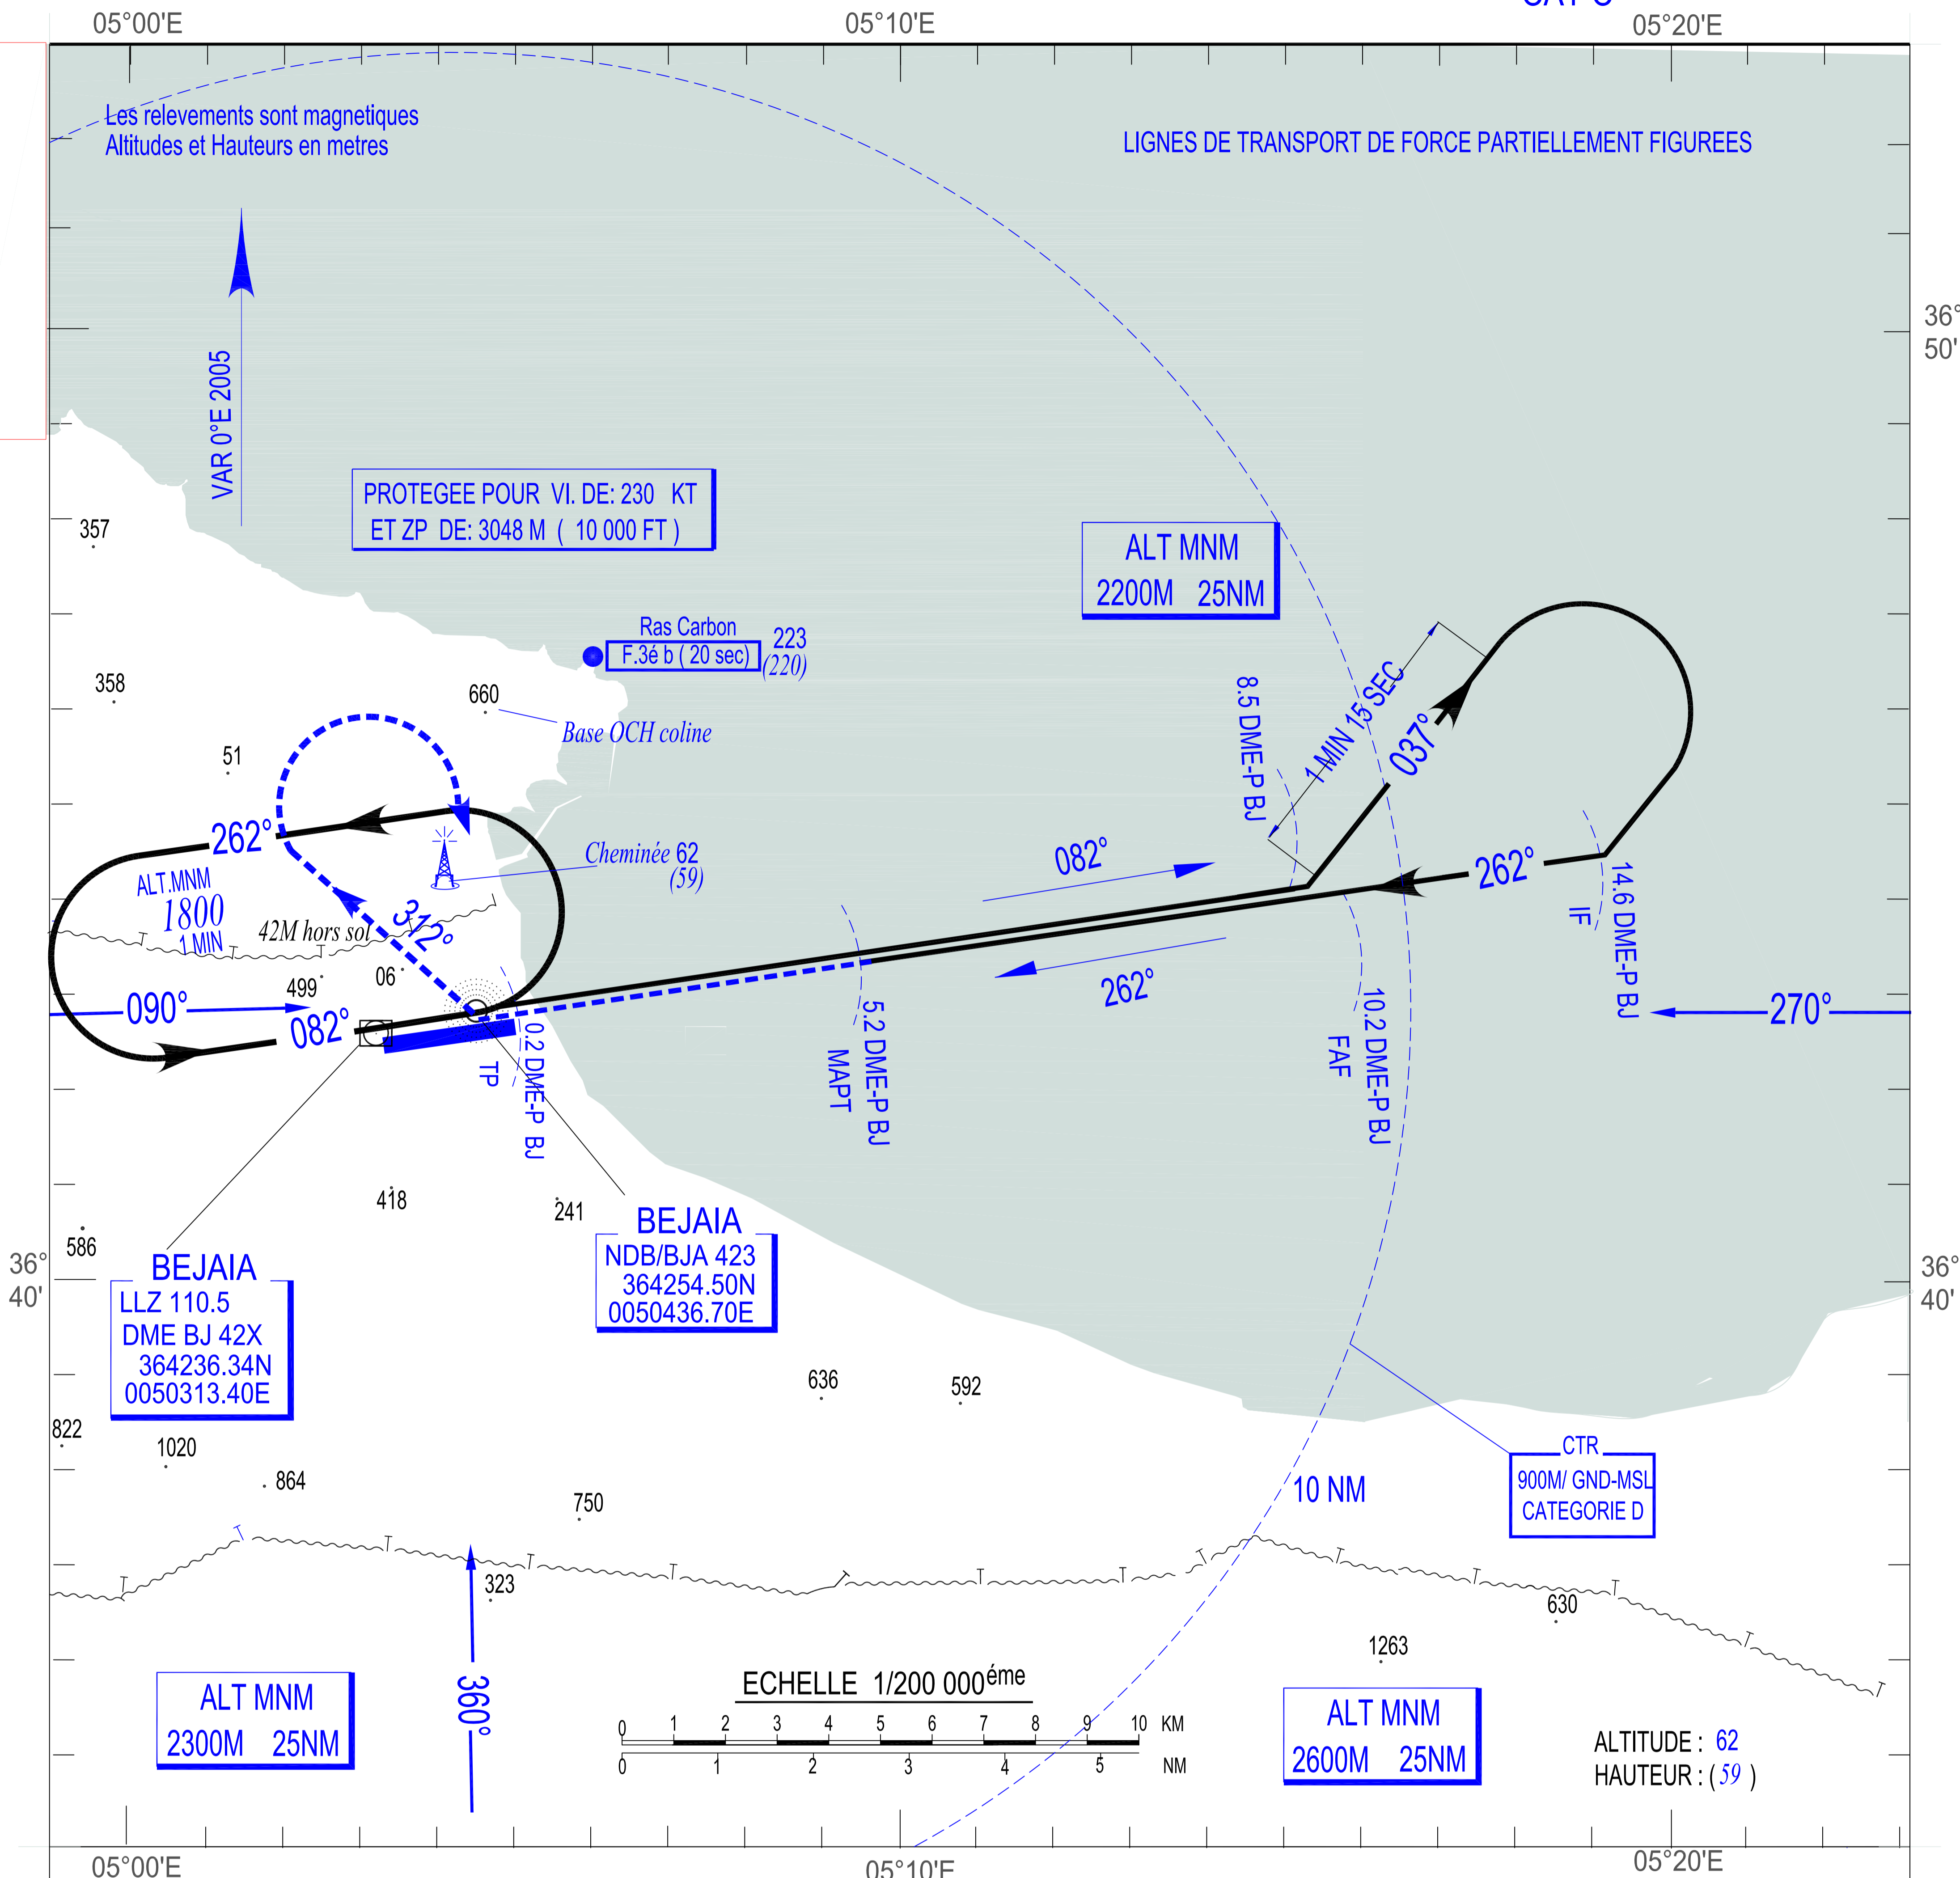 05°00'E
05°10'E
05°20'E
Les relevements sont magnetiques
Altitudes et Hauteurs en metres
LIGNES DE TRANSPORT DE FORCE PARTIELLEMENT FIGUREES
VAR 0°E 2005
36°
50'
PROTEGEE POUR VI. DE: 230 KT
ET ZP DE: 3048 M ( 10 000 FT )
ALT MNM
2200M 25NM
357
Ras Carbon
F.3é b ( 20 sec)
223
(220)
358
660
Base OCH coline
51
8.5 DME-P BJ
1 MIN 15 SEC
037°
262°
Cheminée 62
(59)
ALT.MNM
1800
1 MIN
42M hors sol
312°
082°
262°
14.6 DME-P BJ
IF
499
06
090°
082°
262°
270°
0.2 DME-P BJ
TP
5.2 DME-P BJ
MAPT
10.2 DME-P BJ
FAF
418
241
586
36°
40'
BEJAIA
LLZ 110.5
DME BJ 42X
364236.34N
0050313.40E
BEJAIA
NDB/BJA 423
364254.50N
0050436.70E
36°
40'
636
592
822
1020
864
750
CTR
900M/ GND-MSL
CATEGORIE D
10 NM
323
630
1263
360°
ALT MNM
2300M 25NM
ECHELLE 1/200 000éme
0 1 2 3 4 5 6 7 8 9 10 KM
0 1 2 3 4 5 NM
ALT MNM
2600M 25NM
ALTITUDE : 62
HAUTEUR : ( 59 )
05°00'E
05°10'E
05°20'E